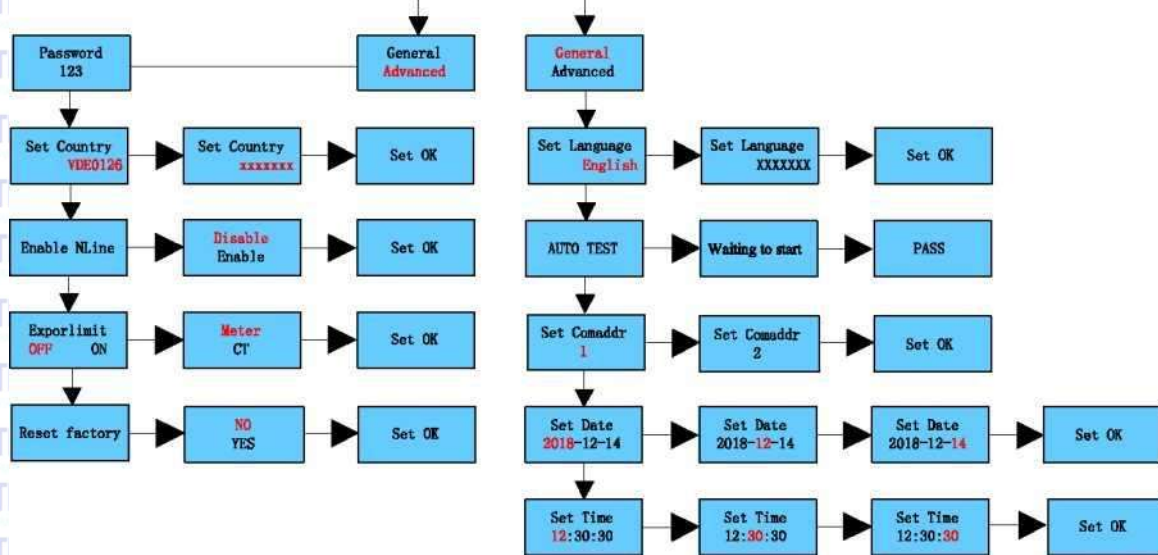 Password
123
General
Advanced
General
Advanced
Set Country
VDE0126
Set Country
xxxxxxx
Set OK
Set Language
English
Set Language
XXXXXXX
Set OK
Enable NLine
Disable
Enable
Set OK
AUTO TEST
Waiting to start
PASS
Exporlimit
OFF ON
Meter
CT
Set OK
Set Comaddr
1
Set Comaddr
2
Set OK
Reset factory
NO
YES
Set OK
Set Date
2018-12-14
Set Date
2018-12-14
Set Date
2018-12-14
Set OK
Set Time
12:30:30
Set Time
12:30:30
Set Time
12:30:30
Set OK